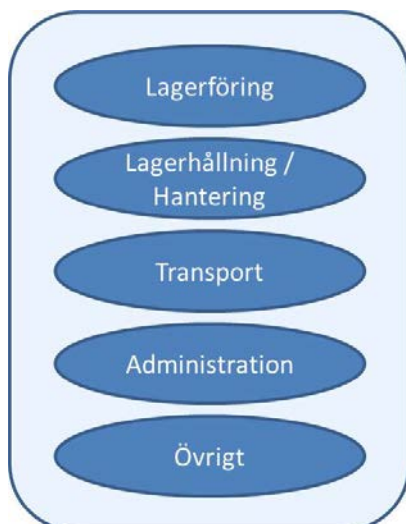 Lagerföring
Lagerhållning /
Hantering
Transport
Administration
Övrigt